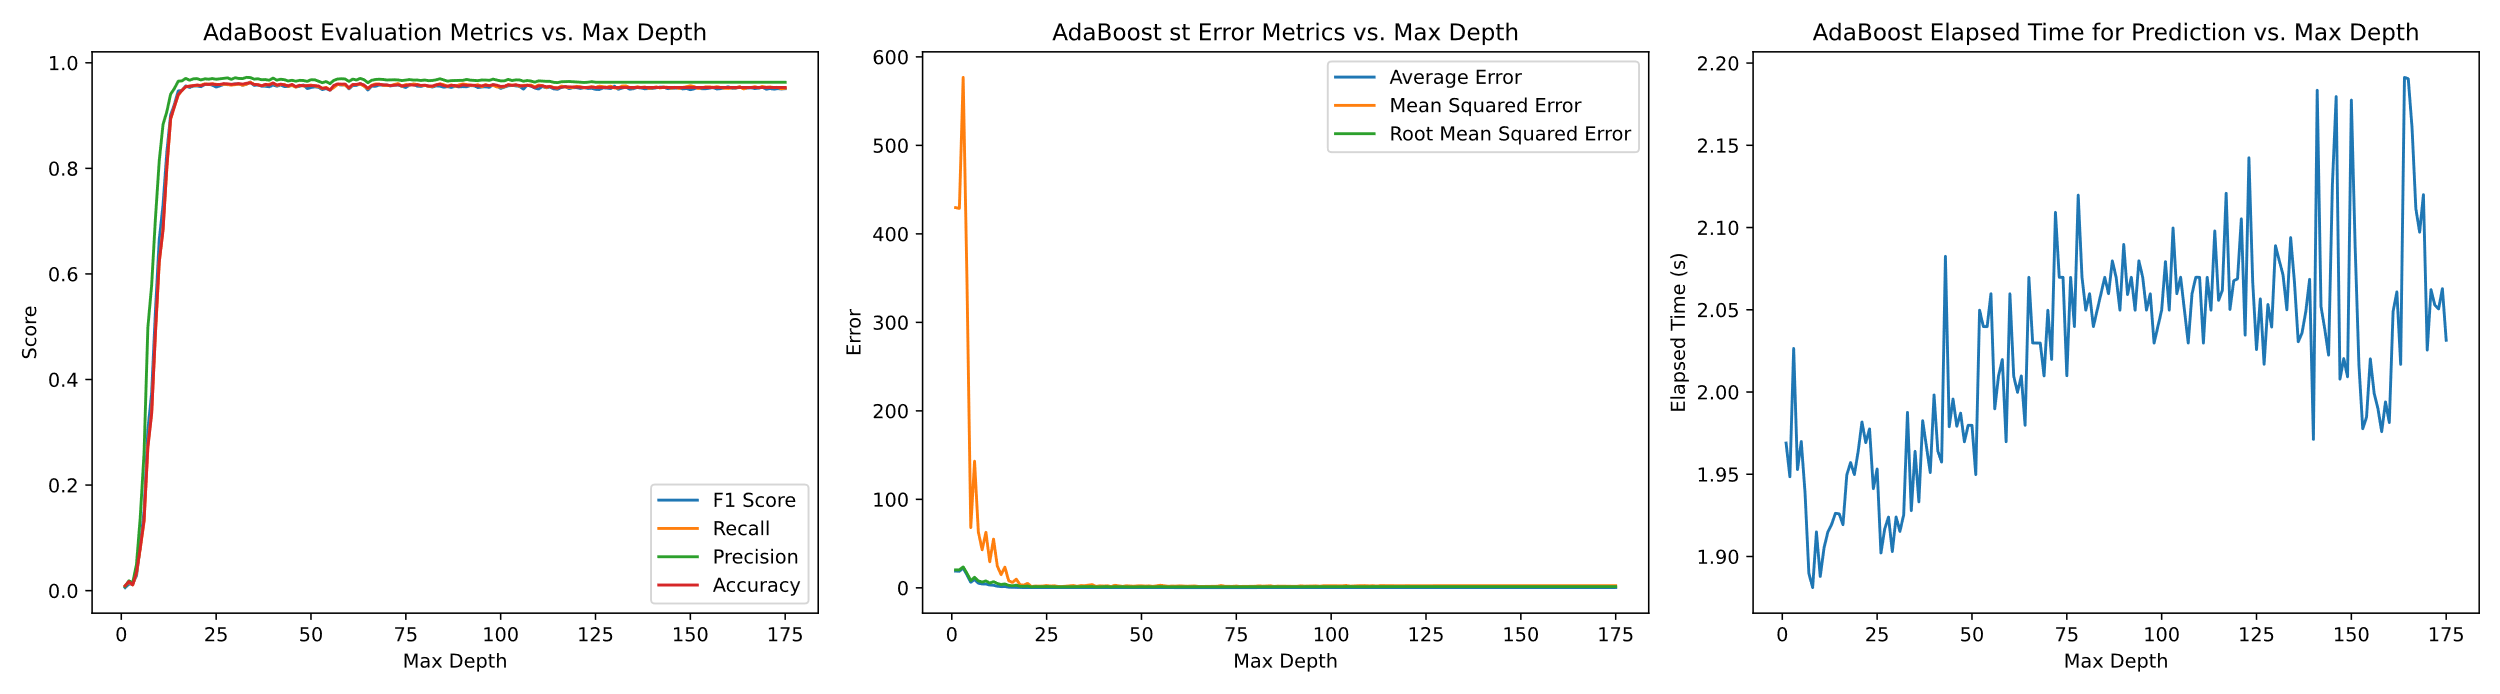 AdaBoost Evaluation Metrics vs. Max Depth
1.0
0.8
0.6
0.4
0.2
0.0
Score
0 25 50 75 100 125 150 175
Max Depth
F1 Score
Recall
Precision
Accuracy
AdaBoost st Error Metrics vs. Max Depth
600
500
400
300
200
100
0
Error
0 25 50 75 100 125 150 175
Max Depth
Average Error
Mean Squared Error
Root Mean Squared Error
AdaBoost Elapsed Time for Prediction vs. Max Depth
2.20
2.15
2.10
2.05
2.00
1.95
1.90
Elapsed Time (s)
0 25 50 75 100 125 150 175
Max Depth